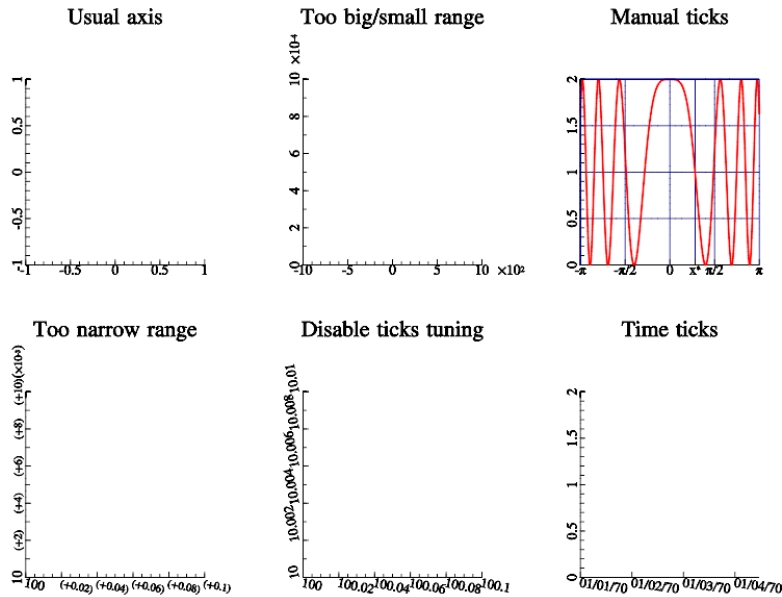 Usual axis
Too big/small range
Manual ticks
1
0.5
0
-0.5
-1
-1 -0.5 0 0.5 1
×10⁻⁴
10
8
6
4
2
0
-10 -5 0 5 10 ×10²
2
1.5
1
0.5
0
-π -π/2 0 π/2 π
Too narrow range
Disable ticks tuning
Time ticks
(+10)
(+8)
(+6)
(+4)
(+2)
10
100 (+0.02) (+0.04) (+0.06) (+0.08) (+0.1)
10.01
10.008
10.006
10.004
10.002
10
100 100.02 100.04 100.06 100.08 100.1
2
1.5
1
0.5
0
01/01/70 01/02/70 01/03/70 01/04/70